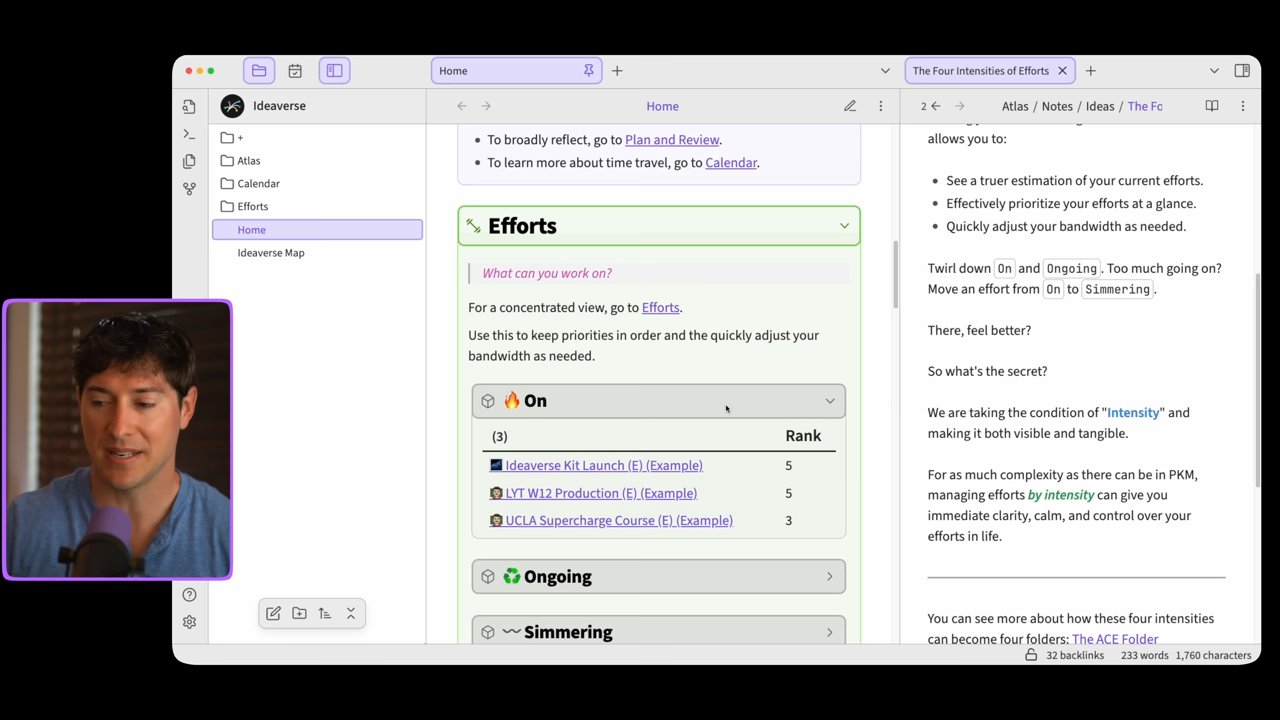 Home
The Four Intensities of Efforts
Ideaverse
Home
2
Atlas / Notes / Ideas / The Fo
+
Atlas
Calendar
Efforts
Home
Ideaverse Map
To broadly reflect, go to Plan and Review.
To learn more about time travel, go to Calendar.
Efforts
What can you work on?
For a concentrated view, go to Efforts.
Use this to keep priorities in order and the quickly adjust your
bandwidth as needed.
🔥 On
(3) Rank
Ideaverse Kit Launch (E) (Example) 5
LYT W12 Production (E) (Example) 5
UCLA Supercharge Course (E) (Example) 3
♻️ Ongoing
〰️ Simmering
allows you to:
See a truer estimation of your current efforts.
Effectively prioritize your efforts at a glance.
Quickly adjust your bandwidth as needed.
Twirl down On and Ongoing. Too much going on?
Move an effort from On to Simmering.
There, feel better?
So what's the secret?
We are taking the condition of "Intensity" and
making it both visible and tangible.
For as much complexity as there can be in PKM,
managing efforts by intensity can give you
immediate clarity, calm, and control over your
efforts in life.
You can see more about how these four intensities
can become four folders: The ACE Folder
32 backlinks 233 words 1,760 characters